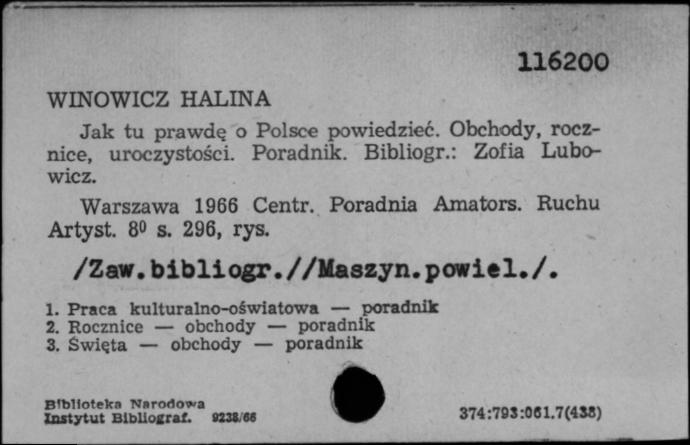 116200
WINOWICZ HALINA
Jak tu prawdę o Polsce powiedzieć. Obchody, rocz-
nice, uroczystości. Poradnik. Bibliogr.: Zofia Lubo-
wicz.
Warszawa 1966 Centr. Poradnia Amators. Ruchu
Artyst. 8⁰ s. 296, rys.
/Zaw.bibliogr.//Maszyn.powiel./.
1. Praca kulturalno-oświatowa — poradnik
2. Rocznice — obchody — poradnik
3. Święta — obchody — poradnik
Biblioteka Narodowa
Instytut Bibliograf. 9238/66
374:793:061.7(438)